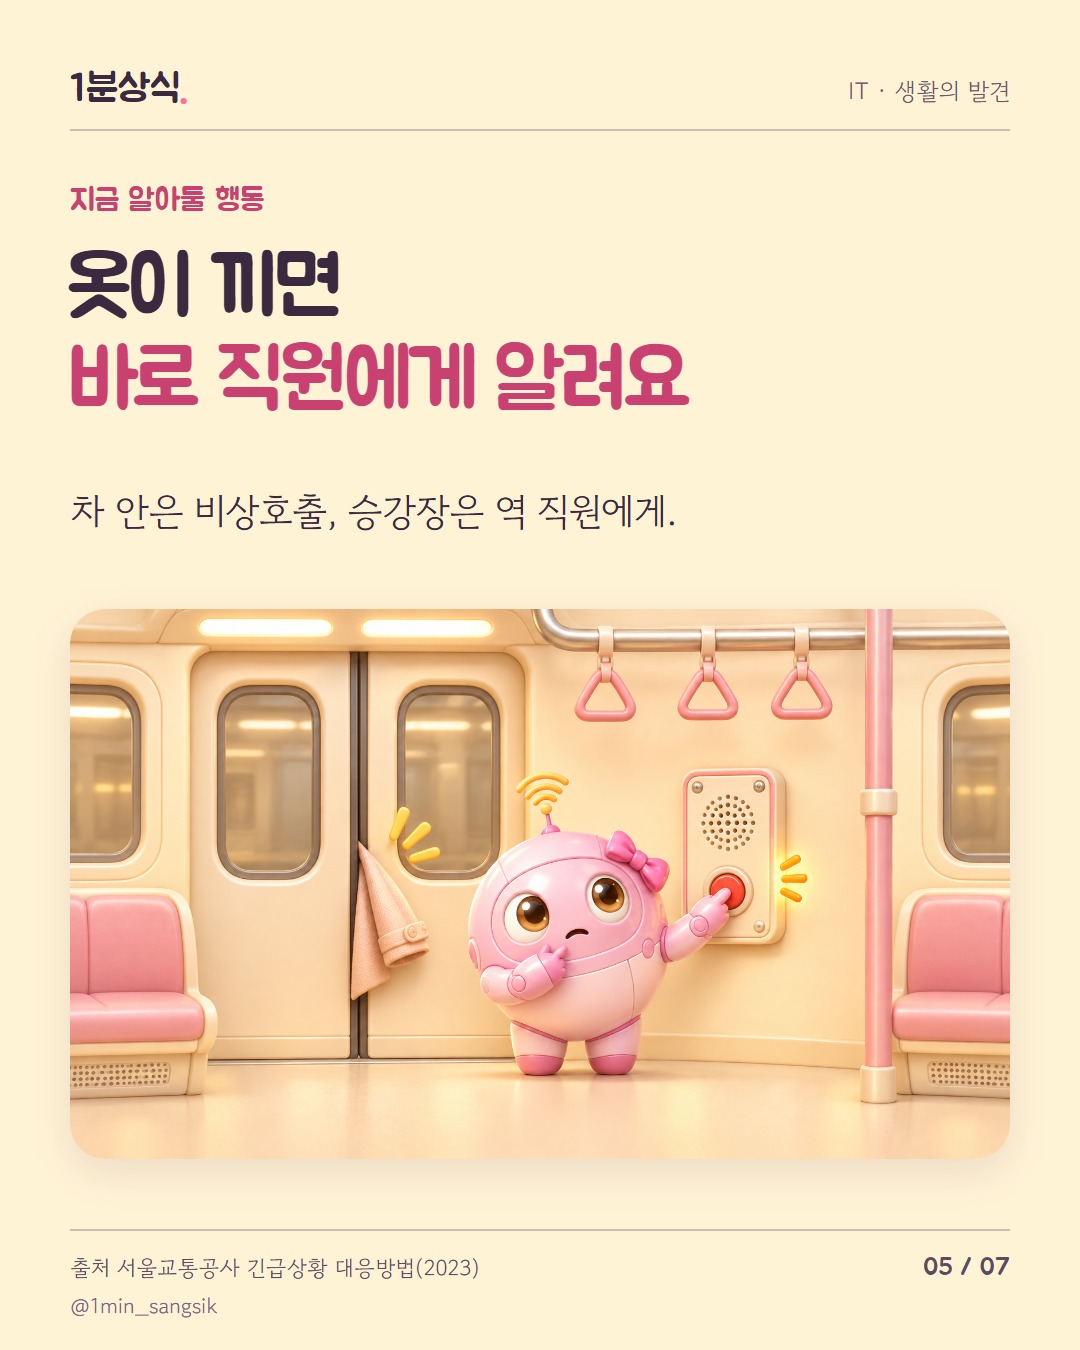 1분상식.
IT · 생활의 발견
지금 알아둘 행동
옷이 끼면
바로 직원에게 알려요
차 안은 비상호출, 승강장은 역 직원에게.
출처 서울교통공사 긴급상황 대응방법(2023)
05 / 07
@1min_sangsik